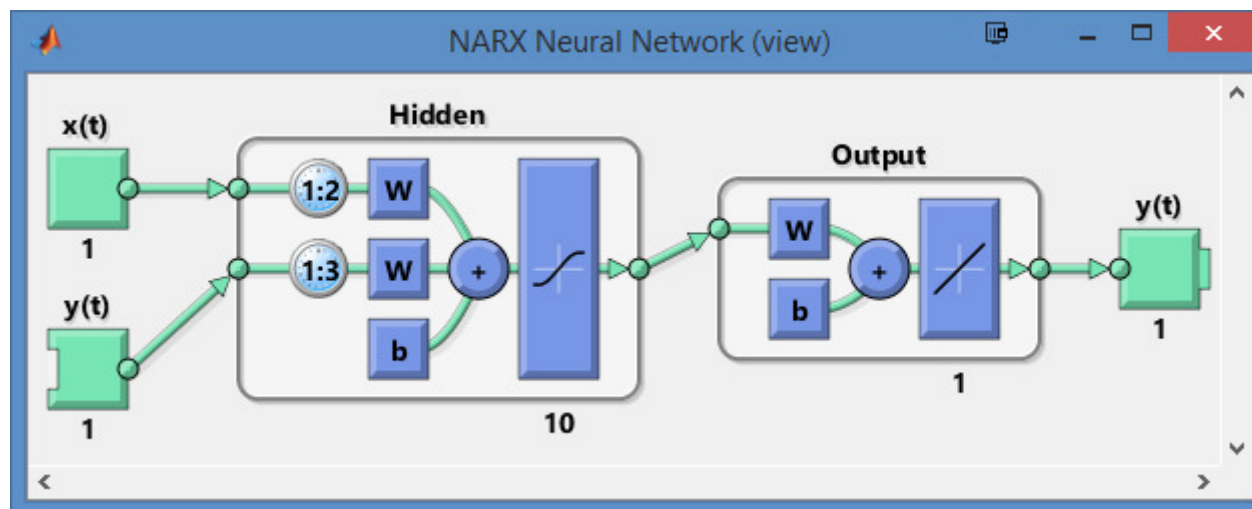 NARX Neural Network (view)
Hidden
x(t)
1:2
W
1
y(t)
1:3
W
+
b
1
10
Output
W
+
b
1
y(t)
1